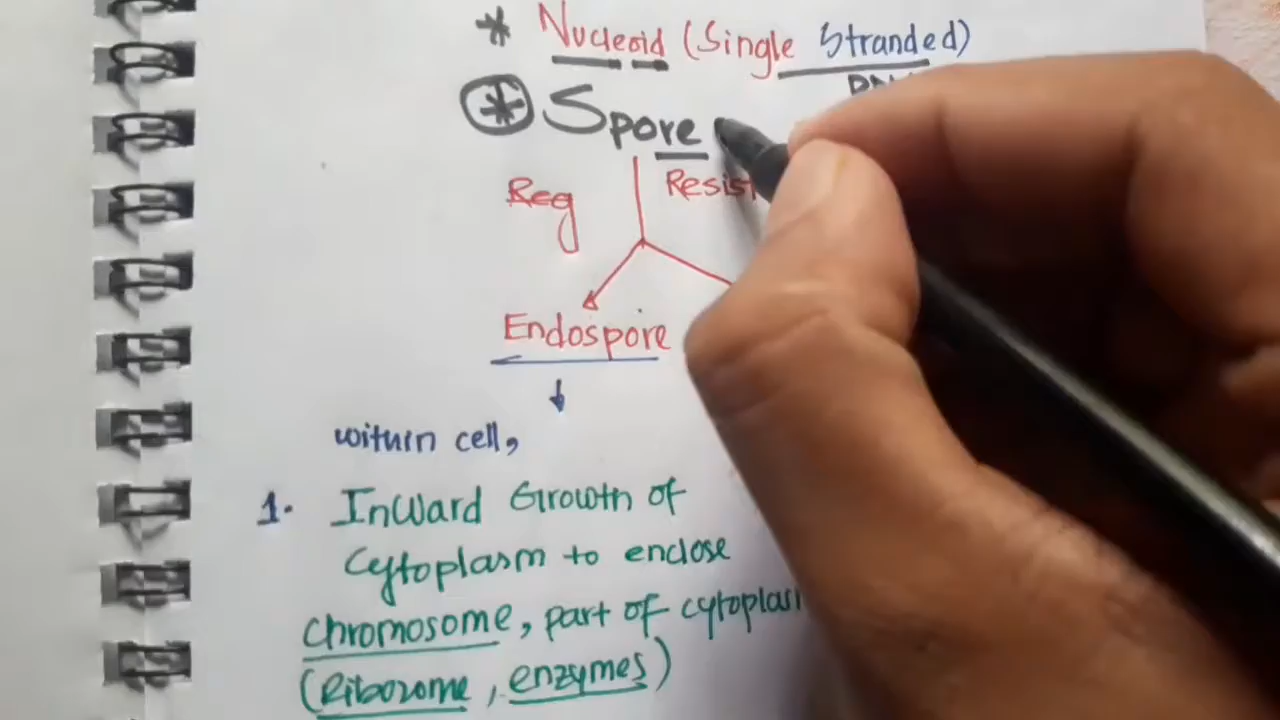 * Nucleoid (Single Stranded)
* Spore
Reg
Resist
Endospore
within cell,
1. InWard Growth of
Cytoplasm to enclose
chromosome, part of cytoplas
(Ribozome, enzymes)